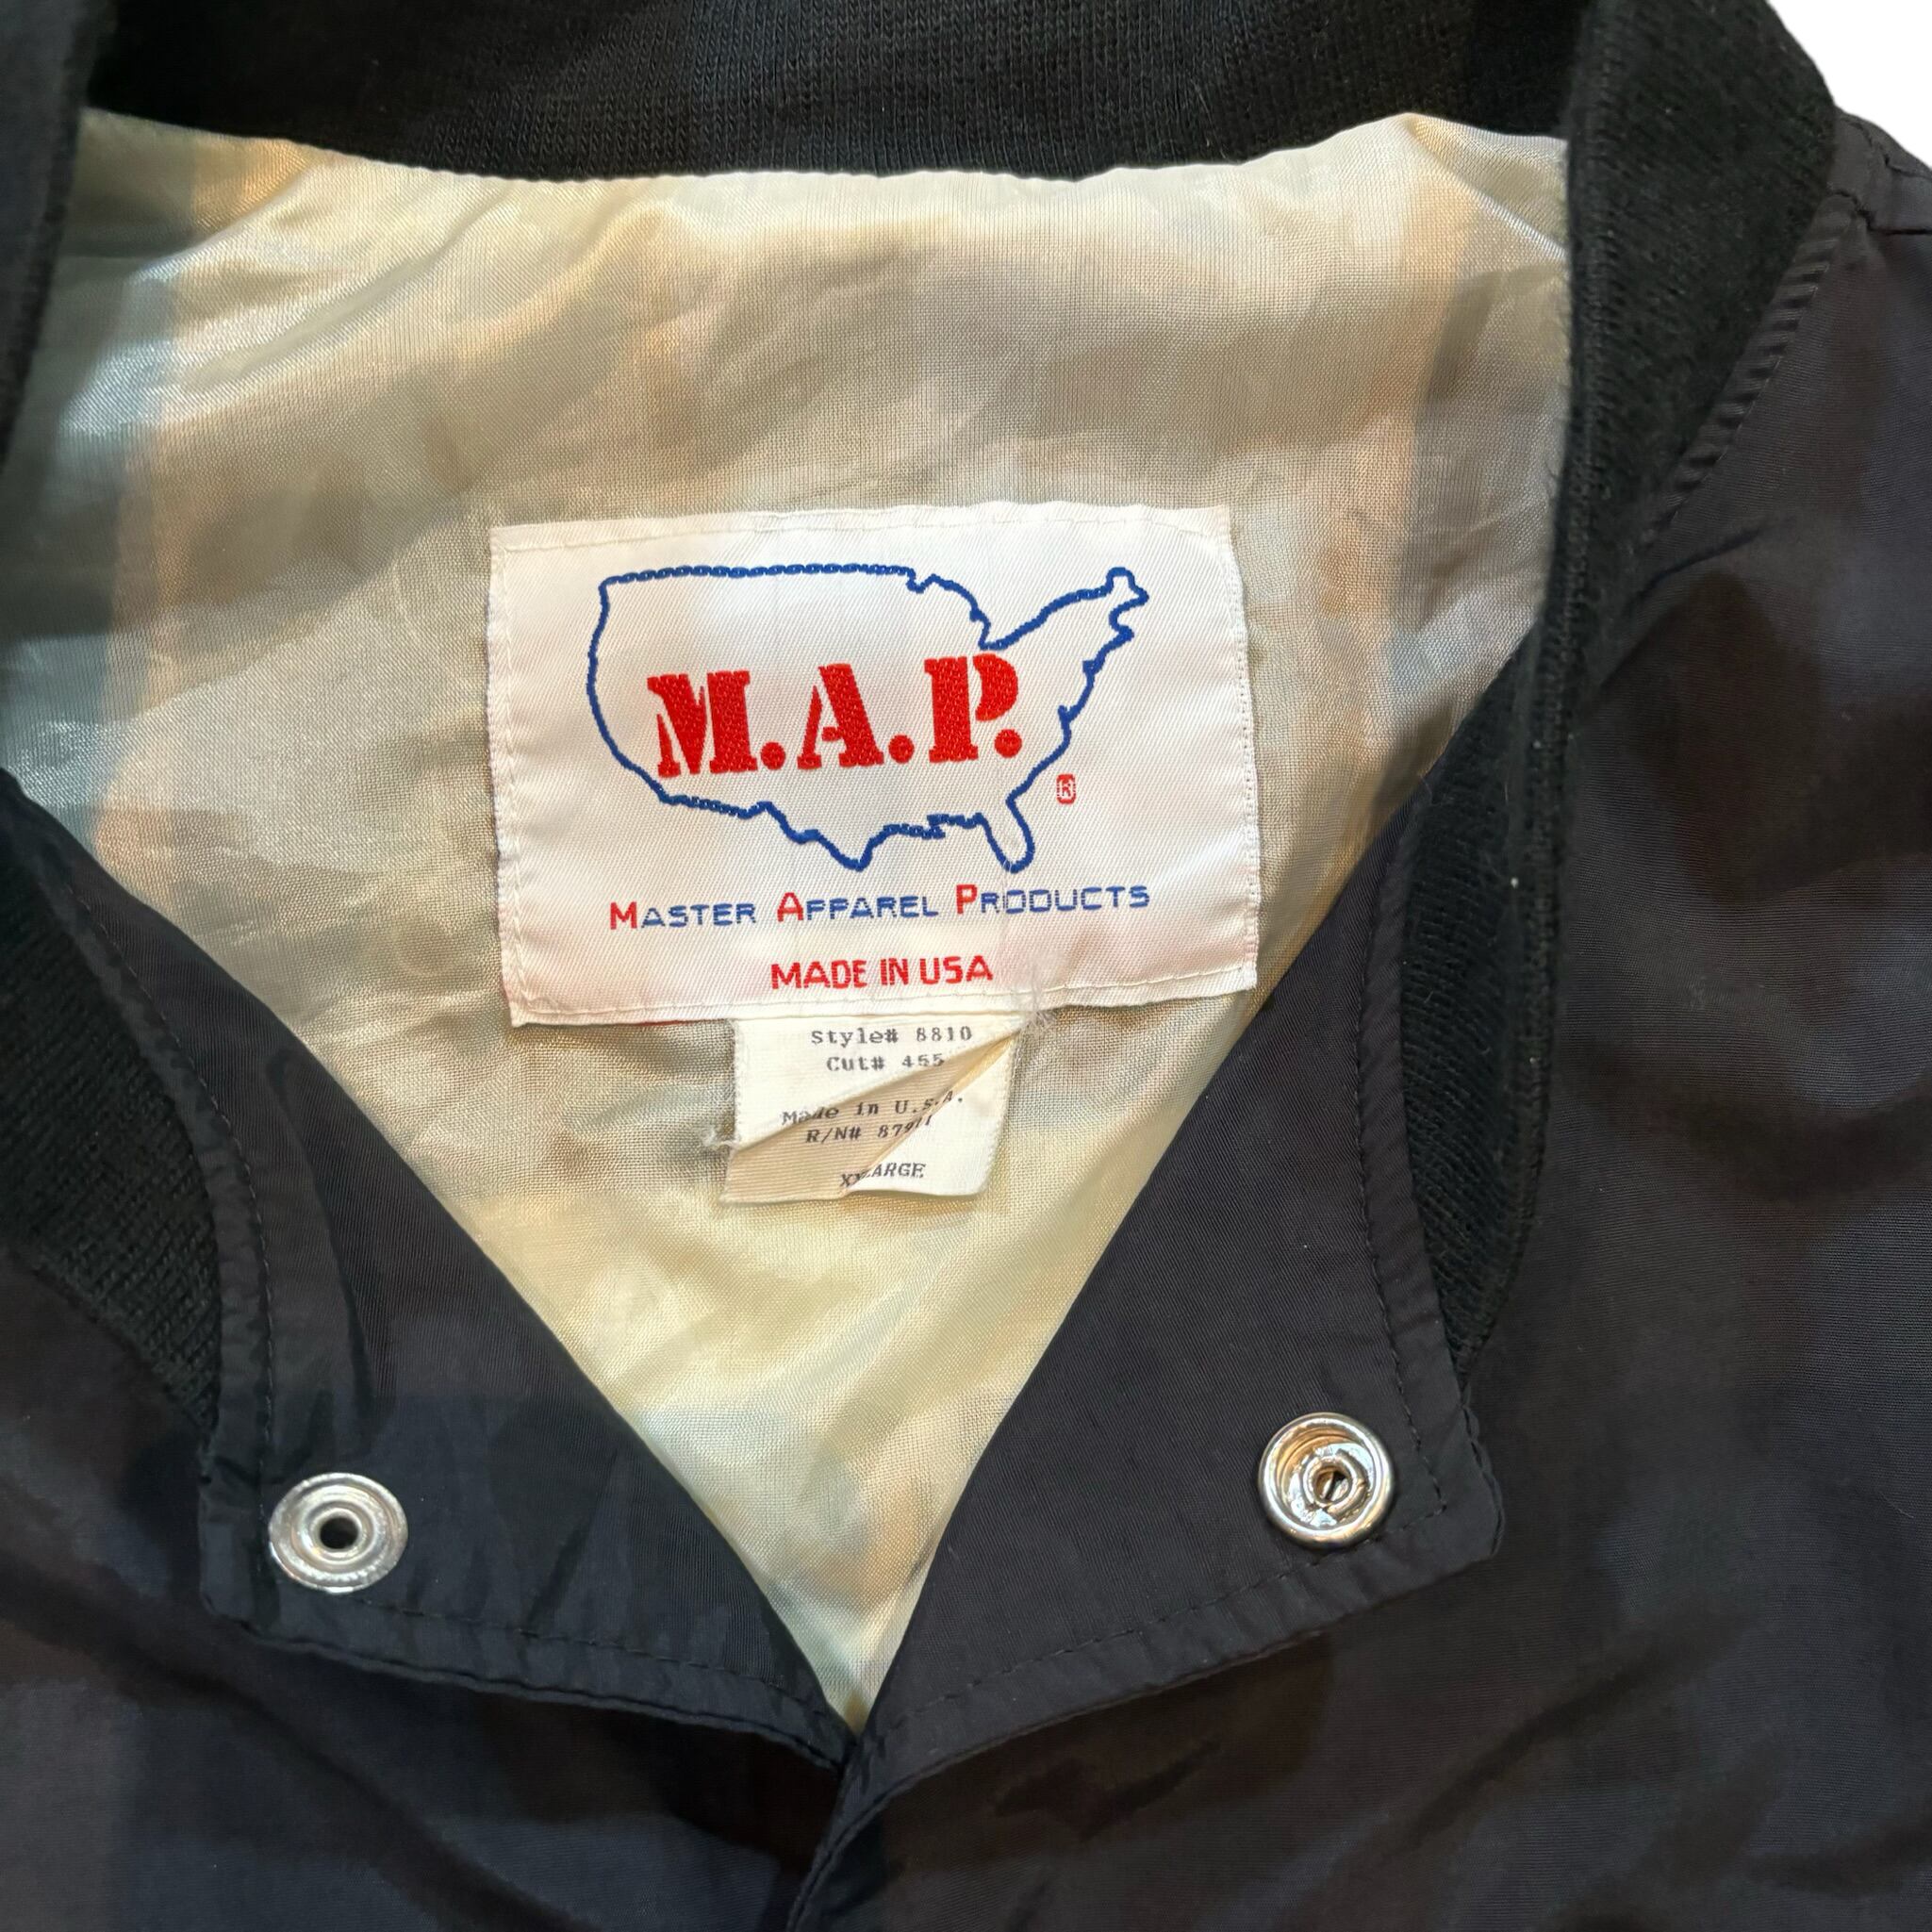 M.A.P.
®
MASTER APPAREL PRODUCTS
MADE IN USA
Style# 8810
Cut# 455
Made in U.S.A.
R/N#
XXLARGE